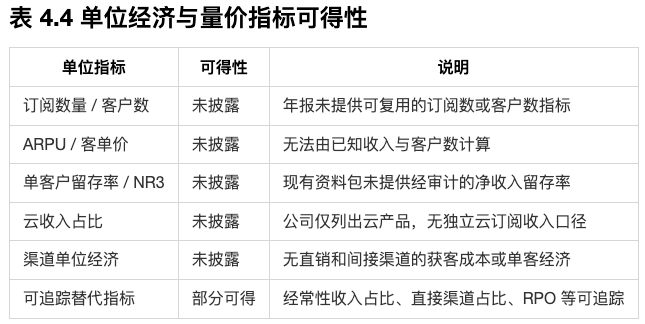 表 4.4 单位经济与量价指标可得性
单位指标 可得性 说明
订阅数量 / 客户数 未披露 年报未提供可复用的订阅数或客户数指标
ARPU / 客单价 未披露 无法由已知收入与客户数计算
单客户留存率 / NR3 未披露 现有资料包未提供经审计的净收入留存率
云收入占比 未披露 公司仅列出云产品，无独立云订阅收入口径
渠道单位经济 未披露 无直销和间接渠道的获客成本或单客经济
可追踪替代指标 部分可得 经常性收入占比、直接渠道占比、RPO 等可追踪